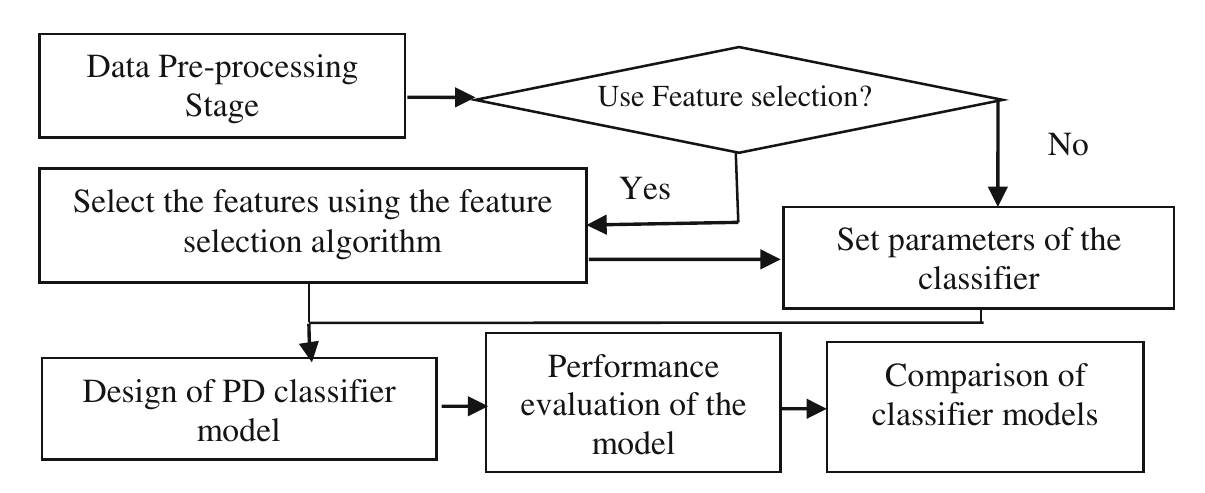 Data Pre-processing
Stage
Use Feature selection?
No
Yes
Select the features using the feature
selection algorithm
Set parameters of the
classifier
Design of PD classifier
model
Performance
evaluation of the
model
Comparison of
classifier models